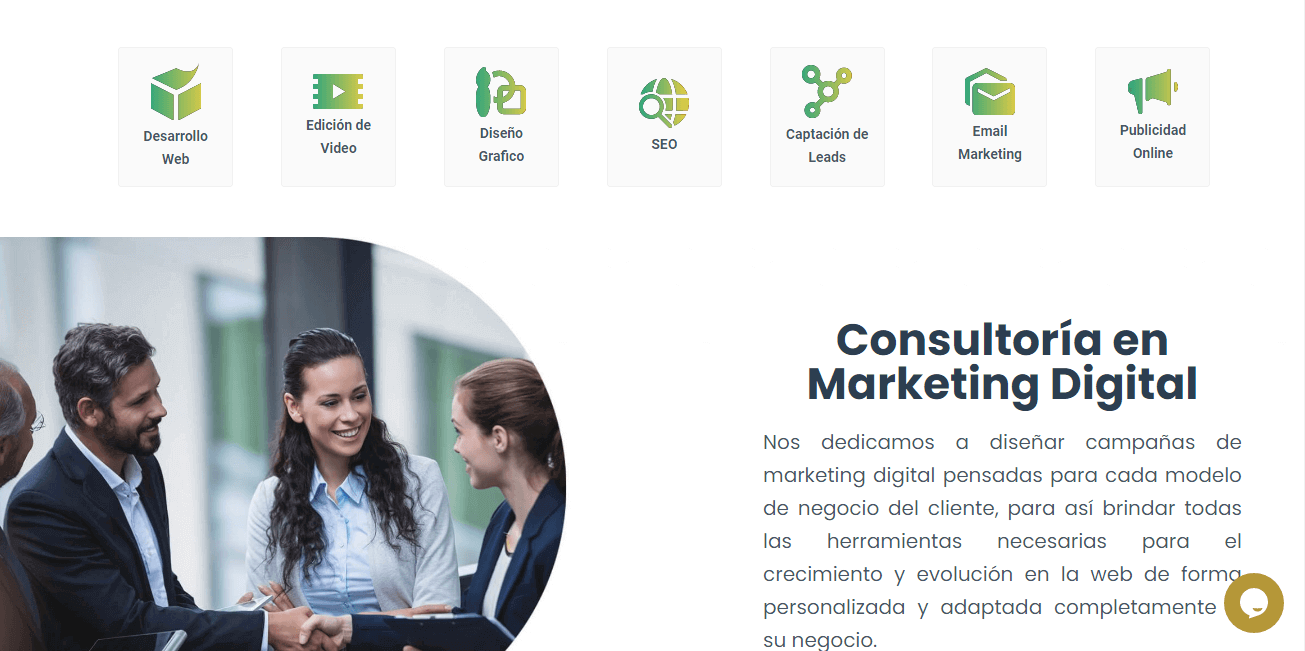 Desarrollo
Web
Edición de
Video
Diseño
Grafico
SEO
Captación de
Leads
Email
Marketing
Publicidad
Online
Consultoría en
Marketing Digital
Nos dedicamos a diseñar campañas de
marketing digital pensadas para cada modelo
de negocio del cliente, para así brindar todas
las herramientas necesarias para el
crecimiento y evolución en la web de forma
personalizada y adaptada completamente
su negocio.